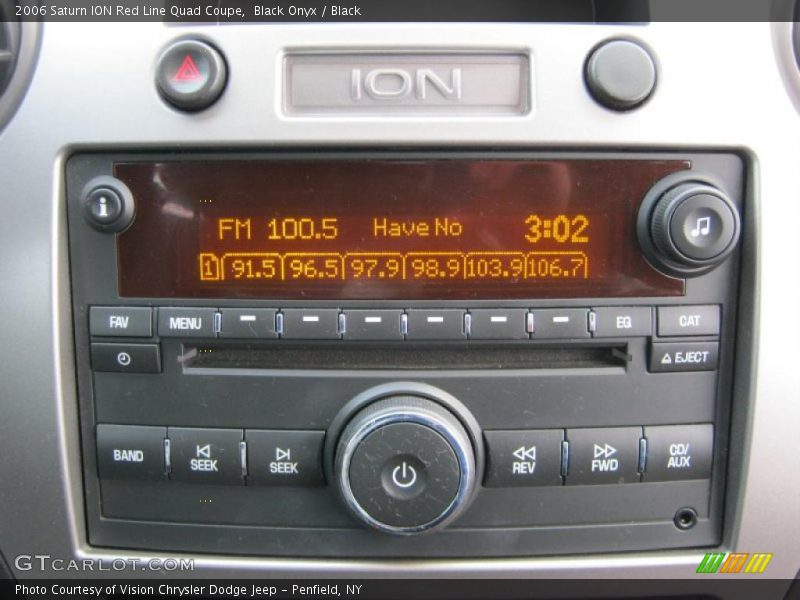 2006 Saturn ION Red Line Quad Coupe,  Black Onyx / Black
ION
i
FM 100.5 Have No 3:02
1 91.5 96.5 97.9 98.9 103.9 106.7
FAV MENU EQ CAT
EJECT
BAND SEEK SEEK REV FWD CD/
AUX
GTCARLOT.COM
Photo Courtesy of Vision Chrysler Dodge Jeep – Penfield, NY